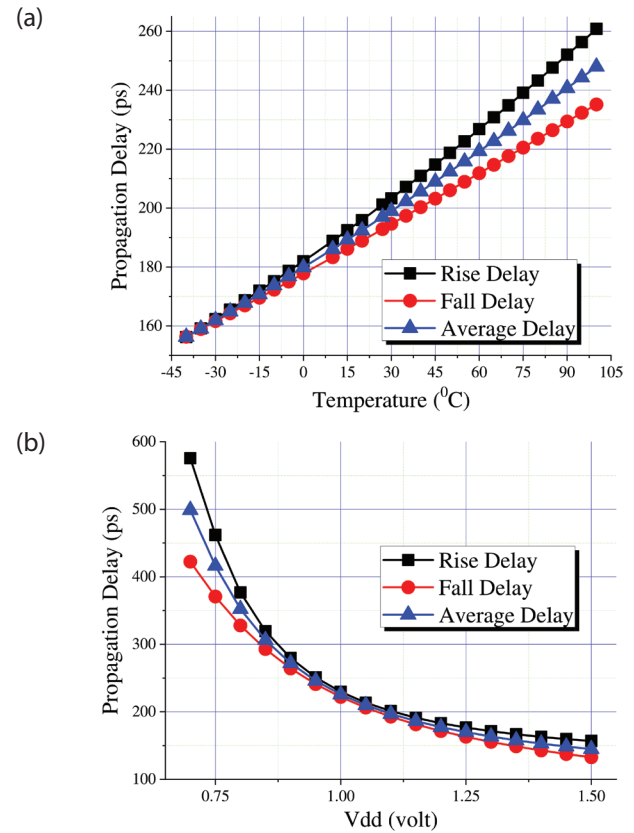 (a)
Propagation Delay (ps)
260
240
220
200
180
160
Rise Delay
Fall Delay
Average Delay
-45 -30 -15 0 15 30 45 60 75 90 105
Temperature (⁰C)
(b)
Propagation Delay (ps)
600
500
400
300
200
100
Rise Delay
Fall Delay
Average Delay
0.75 1.00 1.25 1.50
Vdd (volt)